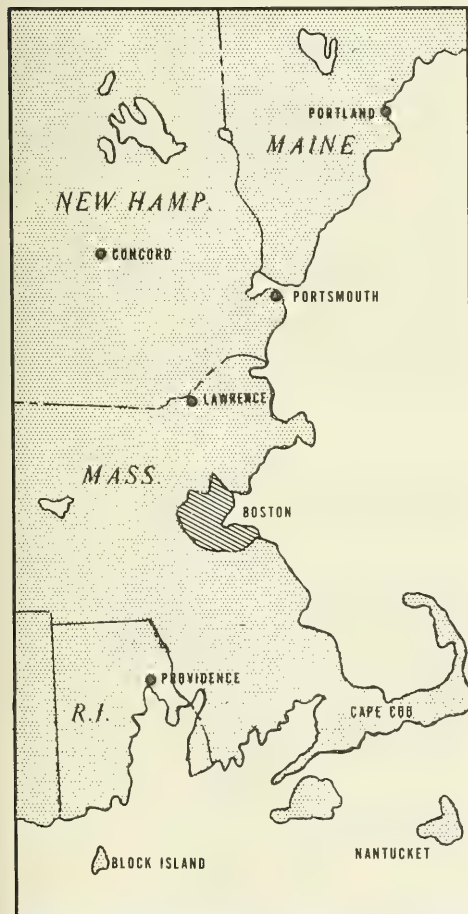 PORTLAND
MAINE
NEW HAMP.
CONCORD
PORTSMOUTH
LAWRENCE
MASS.
BOSTON
PROVIDENCE
R.I.
CAPE COD
BLOCK ISLAND
NANTUCKET